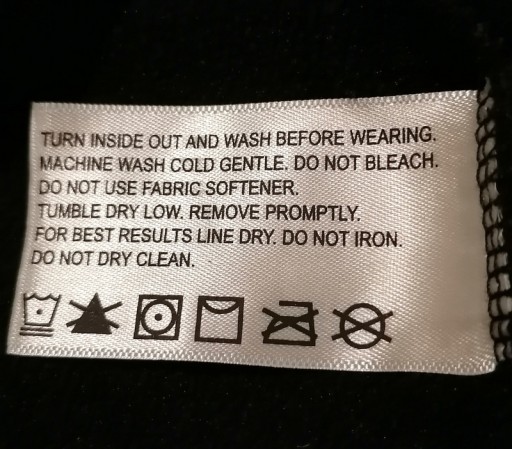 TURN INSIDE OUT AND WASH BEFORE WEARING.
MACHINE WASH COLD GENTLE. DO NOT BLEACH.
DO NOT USE FABRIC SOFTENER.
TUMBLE DRY LOW. REMOVE PROMPTLY.
FOR BEST RESULTS LINE DRY. DO NOT IRON.
DO NOT DRY CLEAN.